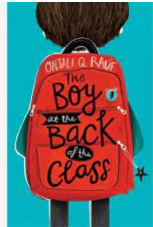 ONJALI Q. RAÚF
The
Boy
at the
Back
of the
Class